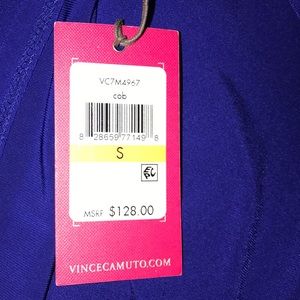 VC7M4967
cob
8 28659 77149 8
S
MSRP $128.00
VINCECAMUTO.COM